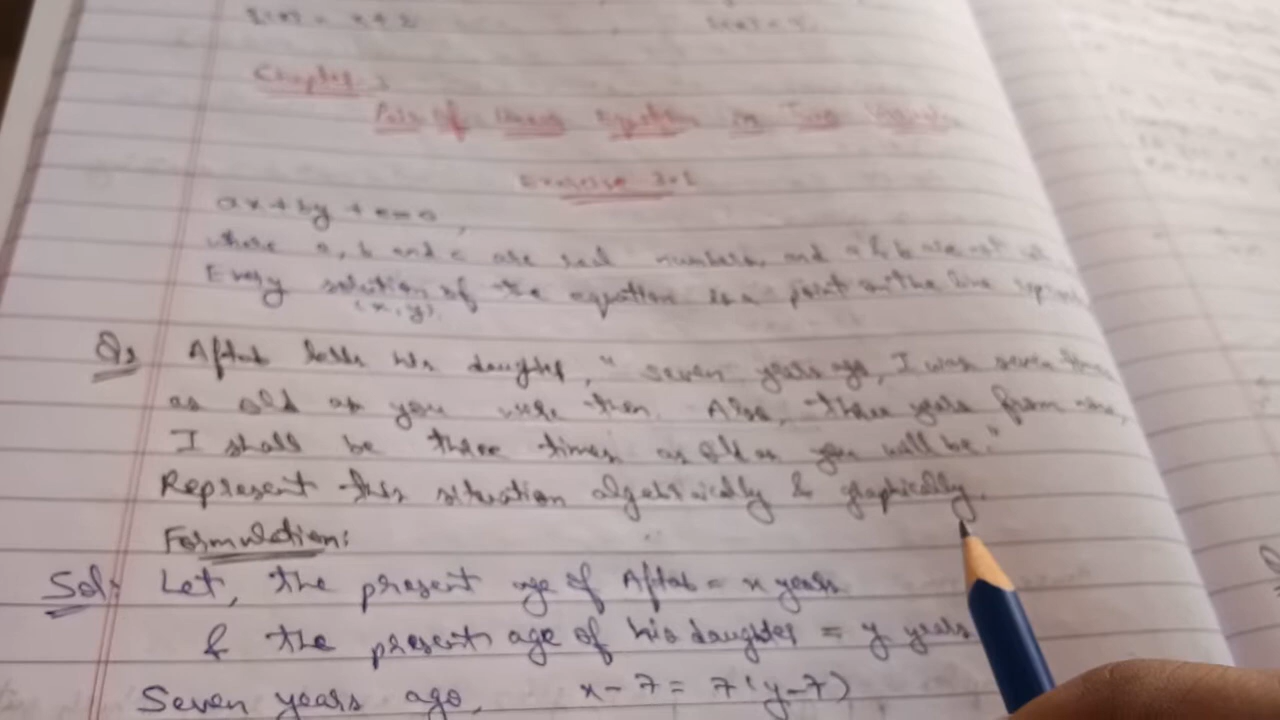 Chapter-3
Pair of Linear Equation in Two Variable
Exercise 3.1
ax + by + c = 0,
where a, b and c are real numbers, and a & b are not
Every solution of the equation is a point on the line
(x, y)
Q1 Aftab tells his daughter, " seven years ago, I was seven times
as old as you were then. Also, three years from now,
I shall be three times as old as you will be."
Represent this situation algebraically & graphically.
Formulation:
Sol: Let, the present age of Aftab = x years
& the present age of his daughter = y years
Seven years ago, x - 7 = 7(y-7)